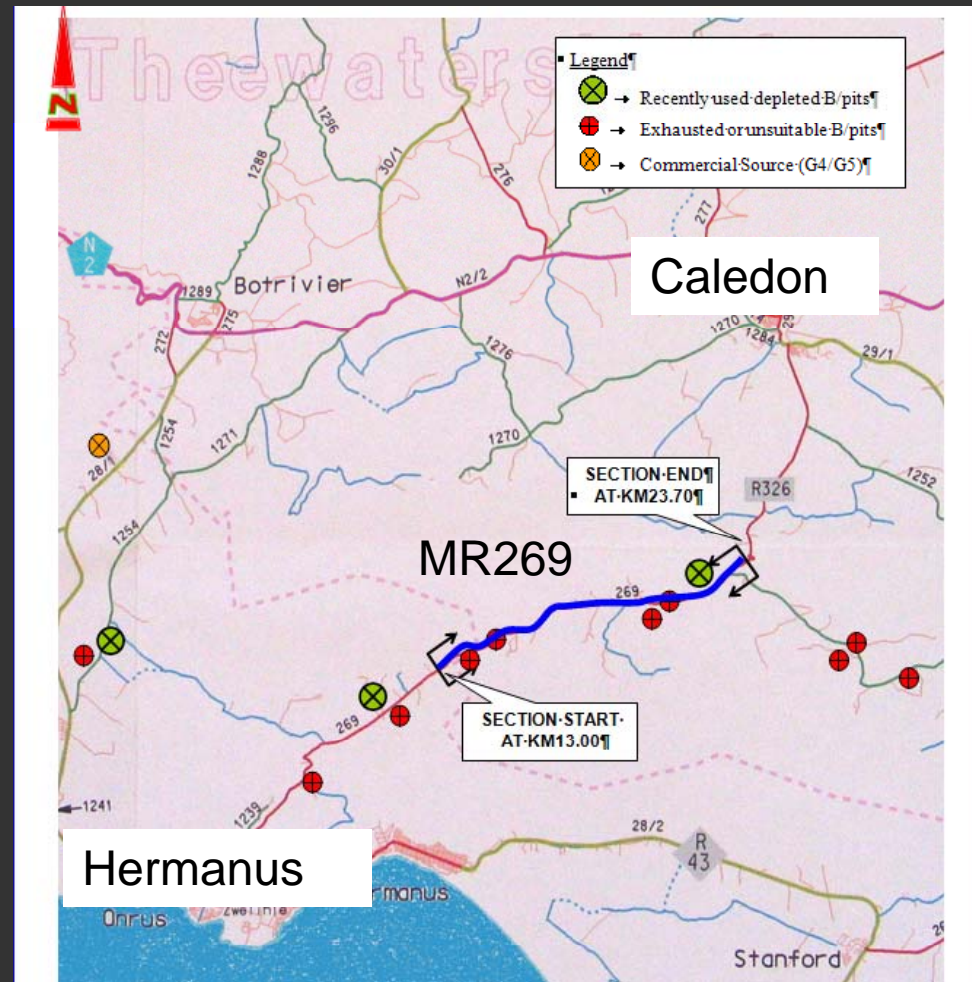 Theewaters
Legend¶
→ Recently·used·depleted·B/pits¶
→ Exhausted·or·unsuitable·B/pits¶
→ Commercial·Source·(G4/G5)¶
N
1296
1288
30/1
276
277
N
2
Botrivier
1289
N2/2
Caledon
272
275
1276
1270
1284
29/1
1254
1271
1270
28/1
SECTION·END¶
AT·KM23.70¶
R326
1252
1254
MR269
269
SECTION·START·
AT·KM13.00¶
269
1241
1239
28/2
R
43
Hermanus
rmanus
Onrus
Zwelihle
Stanford